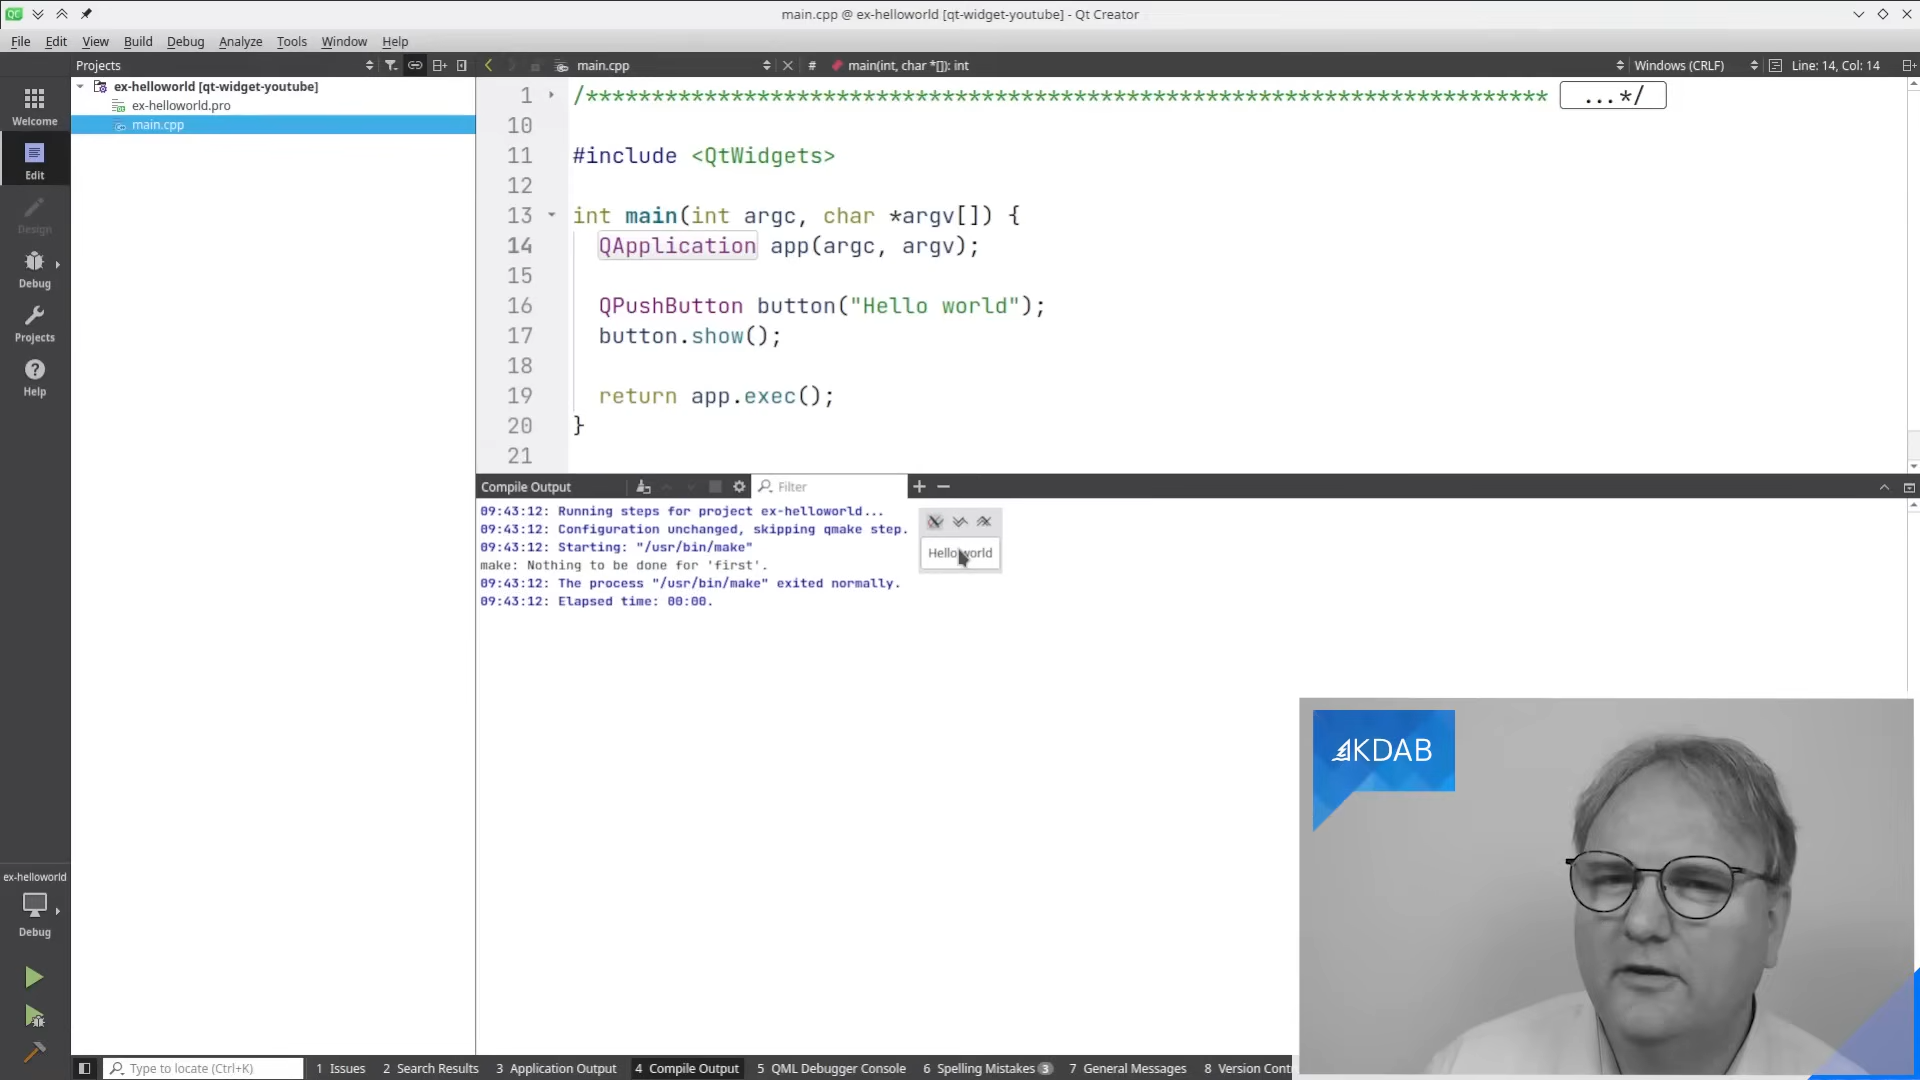 main.cpp @ ex-helloworld [qt-widget-youtube] - Qt Creator
File Edit View Build Debug Analyze Tools Window Help
Projects
main.cpp
# main(int, char *[]): int
Windows (CRLF)
Line: 14, Col: 14
Welcome
Edit
Design
Debug
Projects
Help
ex-helloworld [qt-widget-youtube]
ex-helloworld.pro
main.cpp
1 /************************************************************************* ...*/
10
11 #include <QtWidgets>
12
13 int main(int argc, char *argv[]) {
14 QApplication app(argc, argv);
15
16 QPushButton button("Hello world");
17 button.show();
18
19 return app.exec();
20 }
21
Compile Output
Filter
09:43:12: Running steps for project ex-helloworld...
09:43:12: Configuration unchanged, skipping qmake step.
09:43:12: Starting: "/usr/bin/make"
make: Nothing to be done for 'first'.
09:43:12: The process "/usr/bin/make" exited normally.
09:43:12: Elapsed time: 00:00.
Hello world
KDAB
ex-helloworld
Debug
Type to locate (Ctrl+K)
1 Issues
2 Search Results
3 Application Output
4 Compile Output
5 QML Debugger Console
6 Spelling Mistakes 3
7 General Messages
8 Version Cont